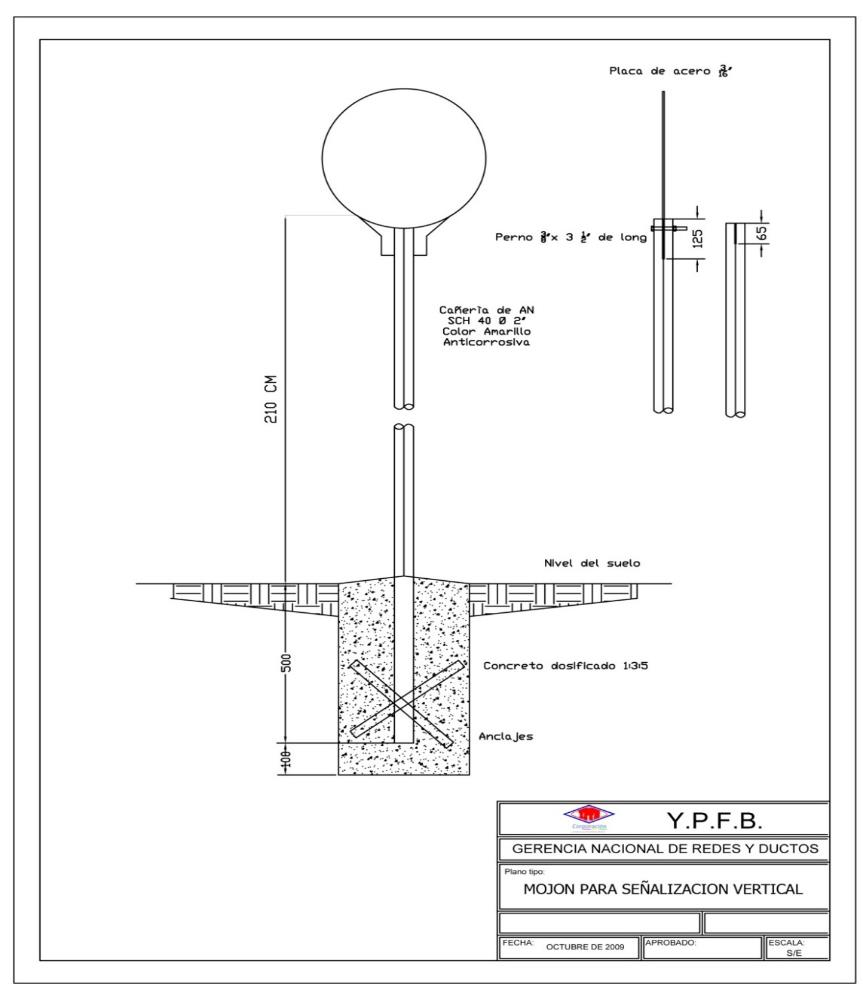 Placa de acero 3/16"
Perno 3/8"x 3 1/2" de long
125
65
Cañería de AN
SCH 40 Ø 2"
Color Amarillo
Anticorrosiva
210 CM
Nivel del suelo
500
Concreto dosificado 1:3:5
Anclajes
100
Corporación
Y.P.F.B.
GERENCIA NACIONAL DE REDES Y DUCTOS
Plano tipo:
MOJON PARA SEÑALIZACION VERTICAL
FECHA: OCTUBRE DE 2009
APROBADO:
ESCALA:
S/E